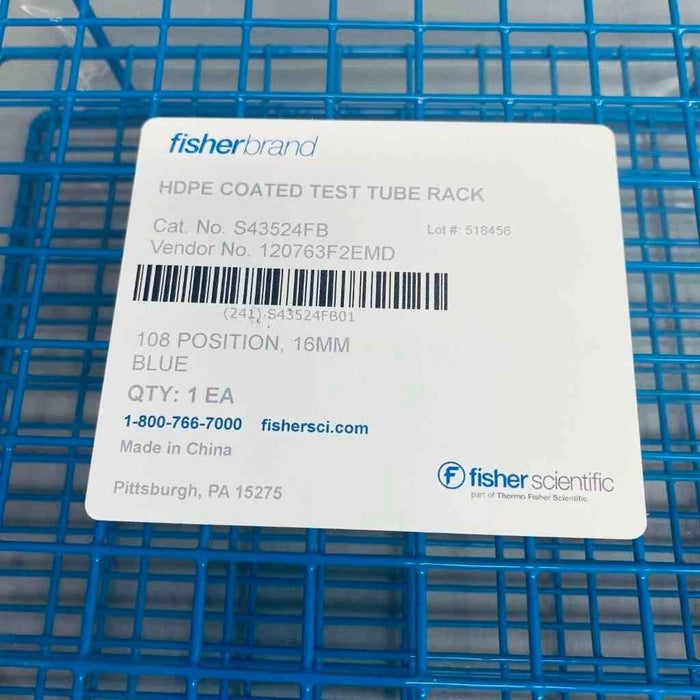 fisherbrand
HDPE COATED TEST TUBE RACK
Cat. No. S43524FB Lot #: 518456
Vendor No. 120763F2EMD
(241) S43524FB01
108 POSITION, 16MM
BLUE
QTY: 1 EA
1-800-766-7000 fishersci.com
Made in China
Pittsburgh, PA 15275
f fisher scientific
part of Thermo Fisher Scientific